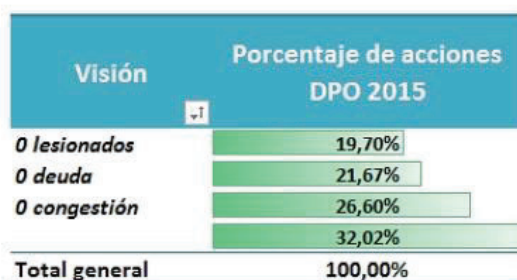 Visión
Porcentaje de acciones
DPO 2015
0 lesionados 19,70%
0 deuda 21,67%
0 congestión 26,60%
32,02%
Total general 100,00%